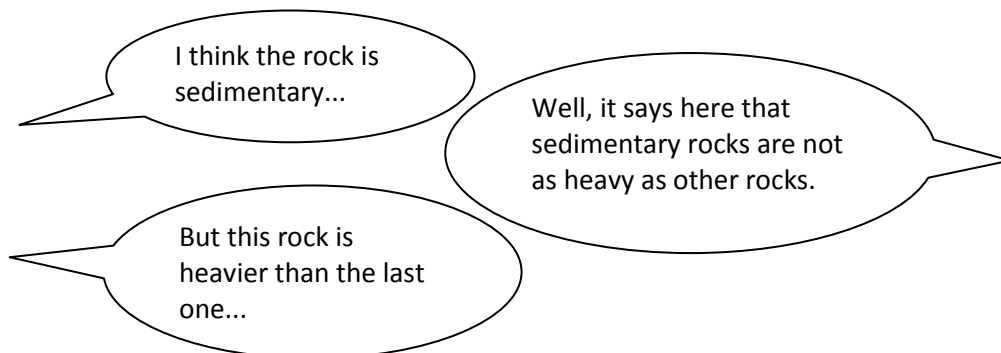 I think the rock is
sedimentary...
Well, it says here that
sedimentary rocks are not
as heavy as other rocks.
But this rock is
heavier than the last
one...